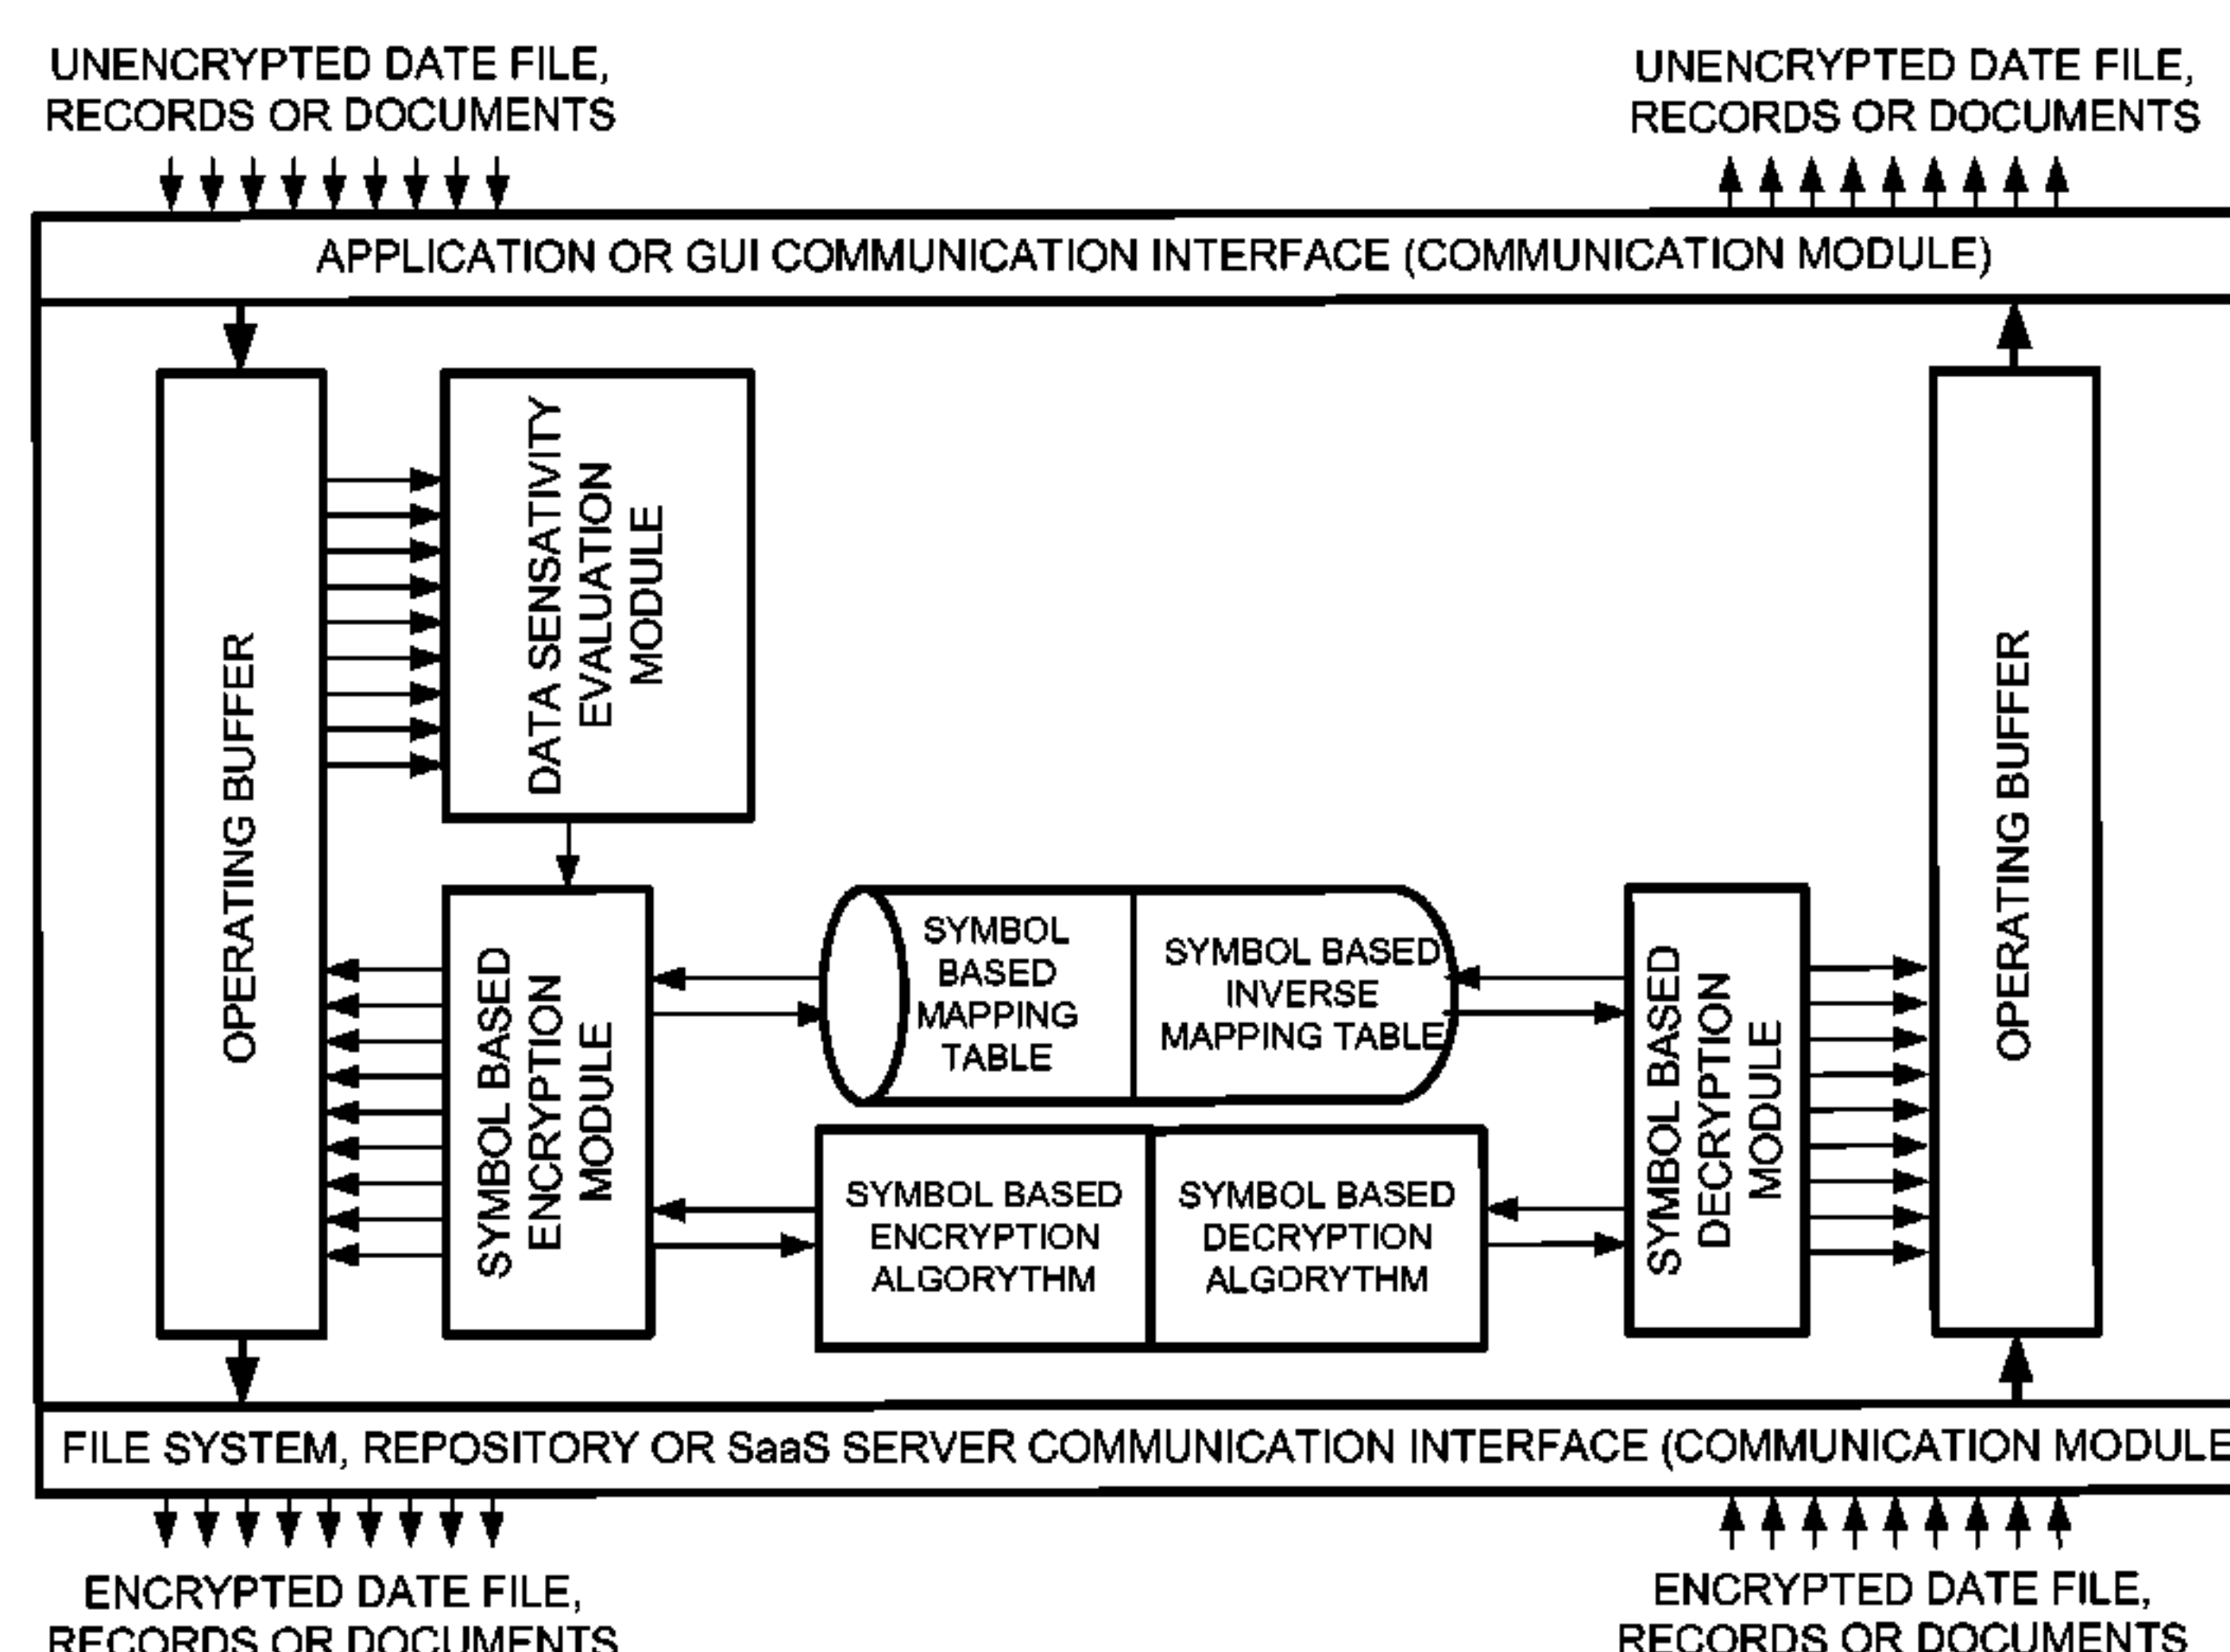 UNENCRYPTED DATE FILE,
RECORDS OR DOCUMENTS
UNENCRYPTED DATE FILE,
RECORDS OR DOCUMENTS
APPLICATION OR GUI COMMUNICATION INTERFACE (COMMUNICATION MODULE)
OPERATING BUFFER
DATA SENSATIVITY
EVALUATION
MODULE
SYMBOL BASED
ENCRYPTION
MODULE
SYMBOL
BASED
MAPPING
TABLE
SYMBOL BASED
INVERSE
MAPPING TABLE
SYMBOL BASED
ENCRYPTION
ALGORYTHM
SYMBOL BASED
DECRYPTION
ALGORYTHM
SYMBOL BASED
DECRYPTION
MODULE
OPERATING BUFFER
FILE SYSTEM, REPOSITORY OR SaaS SERVER COMMUNICATION INTERFACE (COMMUNICATION MODULE
ENCRYPTED DATE FILE,
RECORDS OR DOCUMENTS
ENCRYPTED DATE FILE,
RECORDS OR DOCUMENTS